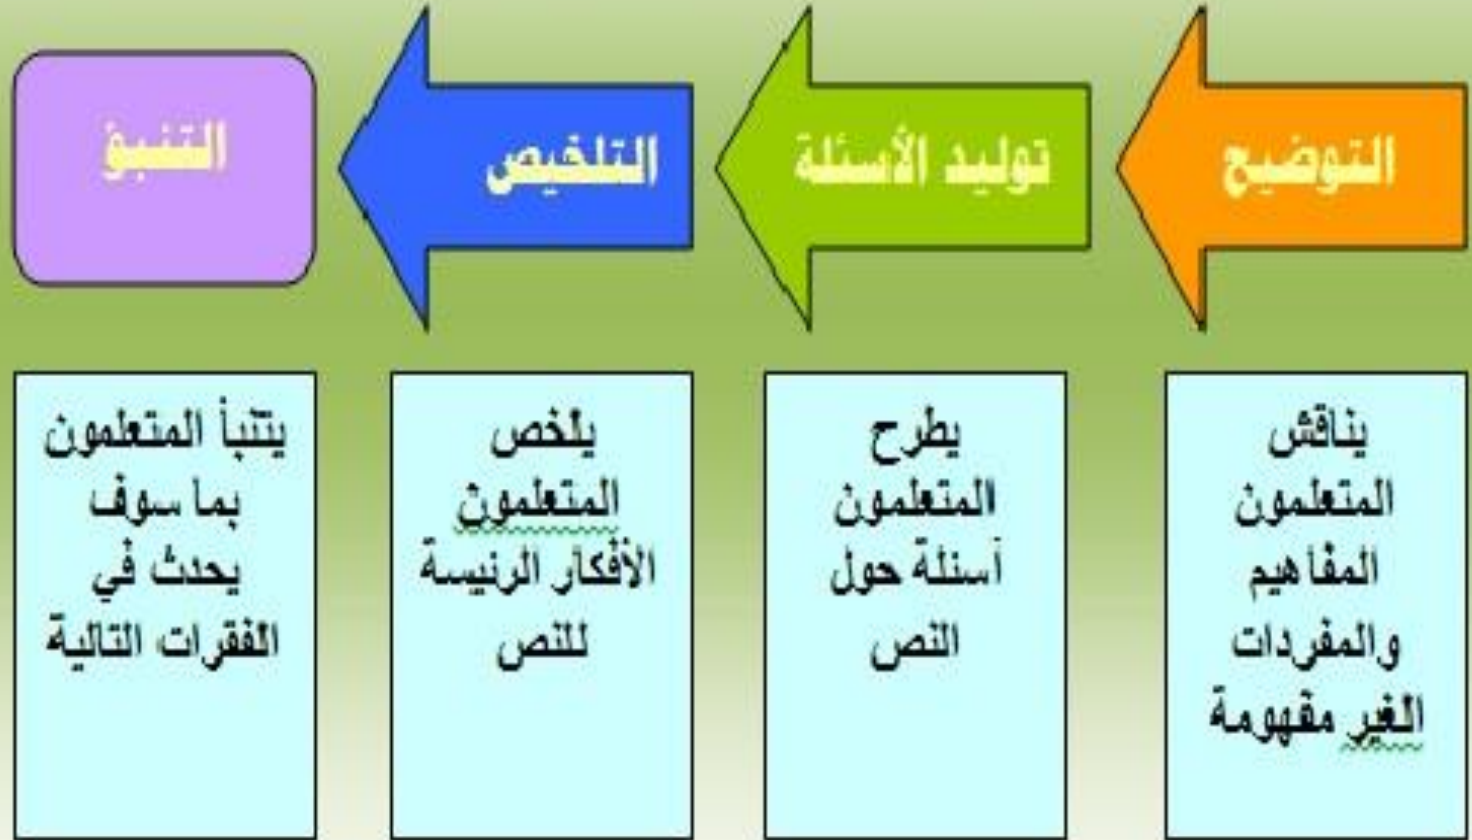 التوضيح
توليد الأسئلة
التلخيص
التنبؤ
يناقش
المتعلمون
المفاهيم
والمفردات
الغير مفهومة
يطرح
المتعلمون
أسئلة حول
النص
يلخص
المتعلمون
الأفكار الرئيسة
للنص
يتنبأ المتعلمون
بما سوف
يحدث في
الفقرات التالية